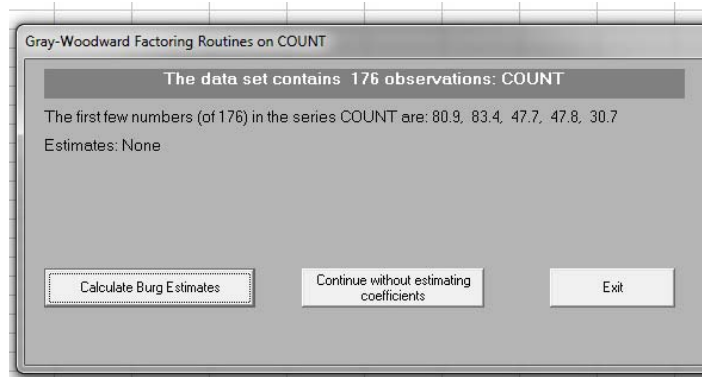 Gray-Woodward Factoring Routines on COUNT
The data set contains 176 observations: COUNT
The first few numbers (of 176) in the series COUNT are: 80.9, 83.4, 47.7, 47.8, 30.7
Estimates: None
Calculate Burg Estimates
Continue without estimating
coefficients
Exit